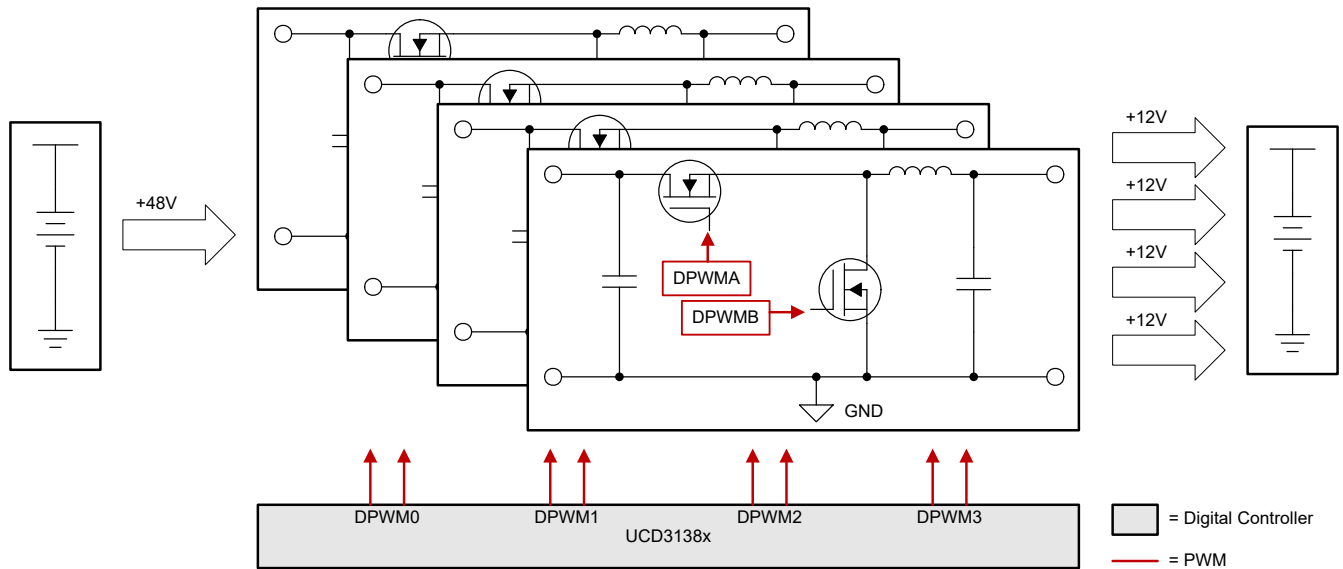 +48V
+12V
+12V
+12V
+12V
DPWMA
DPWMB
GND
DPWM0
DPWM1
DPWM2
DPWM3
UCD3138x
= Digital Controller
= PWM